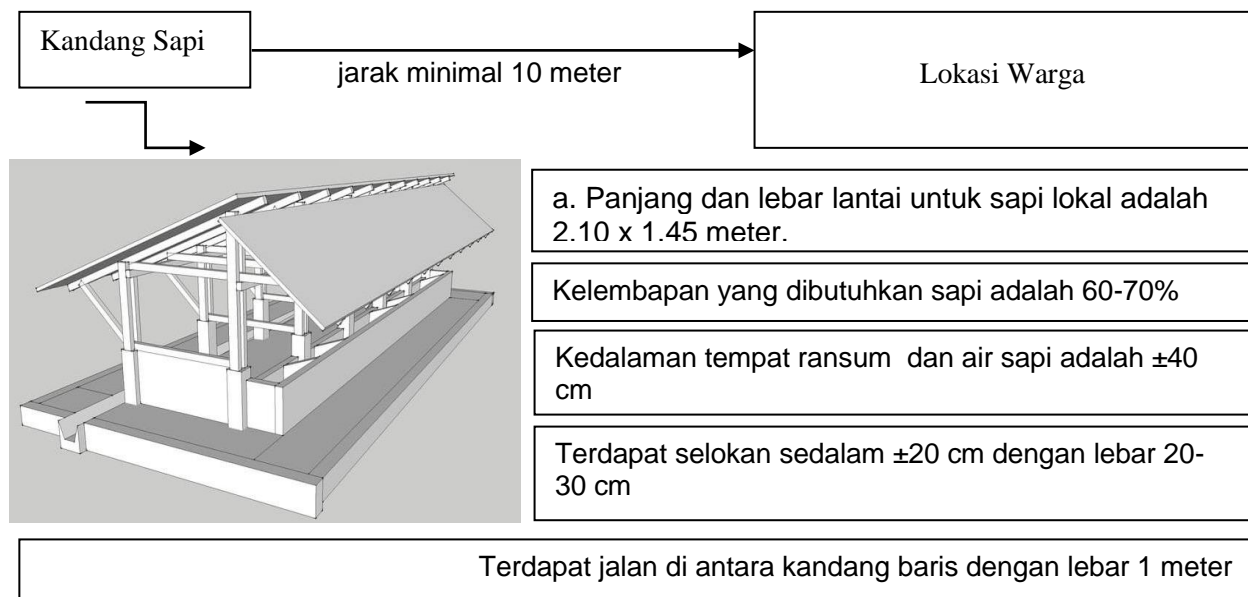 Kandang Sapi
jarak minimal 10 meter
Lokasi Warga
a. Panjang dan lebar lantai untuk sapi lokal adalah
2.10 x 1.45 meter.
Kelembapan yang dibutuhkan sapi adalah 60-70%
Kedalaman tempat ransum dan air sapi adalah ±40
cm
Terdapat selokan sedalam ±20 cm dengan lebar 20-
30 cm
Terdapat jalan di antara kandang baris dengan lebar 1 meter